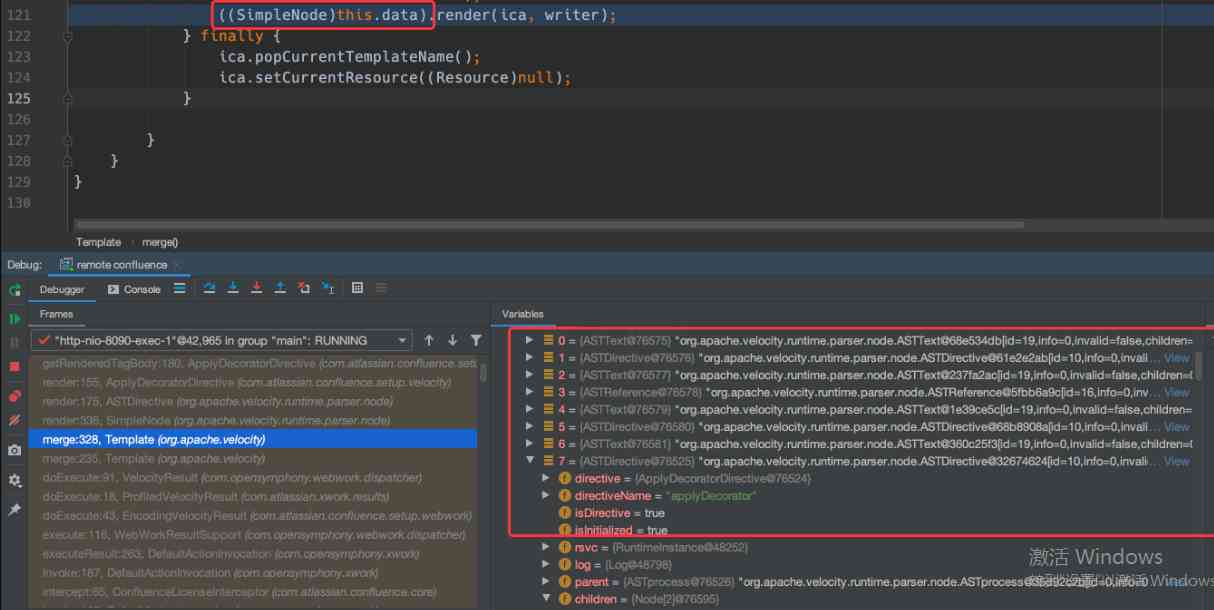 121 ((SimpleNode)this.data).render(ica, writer);
122 } finally {
123 ica.popCurrentTemplateName();
124 ica.setCurrentResource((Resource)null);
125 }
126
127 }
128 }
129 }
130
Template › merge()
Debug: remote confluence
Debugger Console
Frames
Variables
"http-nio-8090-exec-1"@42,965 in group "main": RUNNING
getRenderedTagBody:180, ApplyDecoratorDirective (com.atlassian.confluence.setu
render:155, ApplyDecoratorDirective (com.atlassian.confluence.setup.velocity)
render:175, ASTDirective (org.apache.velocity.runtime.parser.node)
render:336, SimpleNode (org.apache.velocity.runtime.parser.node)
merge:328, Template (org.apache.velocity)
merge:235, Template (org.apache.velocity)
doExecute:91, VelocityResult (com.opensymphony.webwork.dispatcher)
doExecute:18, ProfiledVelocityResult (com.atlassian.xwork.results)
doExecute:43, EncodingVelocityResult (com.atlassian.confluence.setup.webwork)
execute:116, WebWorkResultSupport (com.opensymphony.webwork.dispatcher)
executeResult:263, DefaultActionInvocation (com.opensymphony.xwork)
invoke:187, DefaultActionInvocation (com.opensymphony.xwork)
intercept:65, ConfluenceLicenseInterceptor (com.atlassian.confluence.core)
0 = {ASTText@76575} "org.apache.velocity.runtime.parser.node.ASTText@68e534db[id=19,info=0,invalid=false,children=
1 = {ASTDirective@76576} "org.apache.velocity.runtime.parser.node.ASTDirective@61e2e2ab[id=10,info=0,invali… View
2 = {ASTText@76577} "org.apache.velocity.runtime.parser.node.ASTText@237fa2ac[id=19,info=0,invalid=false,children=
3 = {ASTReference@76578} "org.apache.velocity.runtime.parser.node.ASTReference@5fbb6a9c[id=16,info=0,inv… View
4 = {ASTText@76579} "org.apache.velocity.runtime.parser.node.ASTText@1e39ce5c[id=19,info=0,invalid=false,children=
5 = {ASTDirective@76580} "org.apache.velocity.runtime.parser.node.ASTDirective@68b8908a[id=10,info=0,invali… View
6 = {ASTText@76581} "org.apache.velocity.runtime.parser.node.ASTText@360c25f3[id=19,info=0,invalid=false,children=
7 = {ASTDirective@76525} "org.apache.velocity.runtime.parser.node.ASTDirective@32674624[id=10,info=0,invali… View
directive = {ApplyDecoratorDirective@76524}
directiveName = "applyDecorator"
isDirective = true
isInitialized = true
rsvc = {RuntimeInstance@48252}
log = {Log@48798}
parent = {ASTprocess@76526} "org.apache.velocity.runtime.parser.node.ASTprocess@
children = {Node[2]@76595}
激活 Windows
Windows